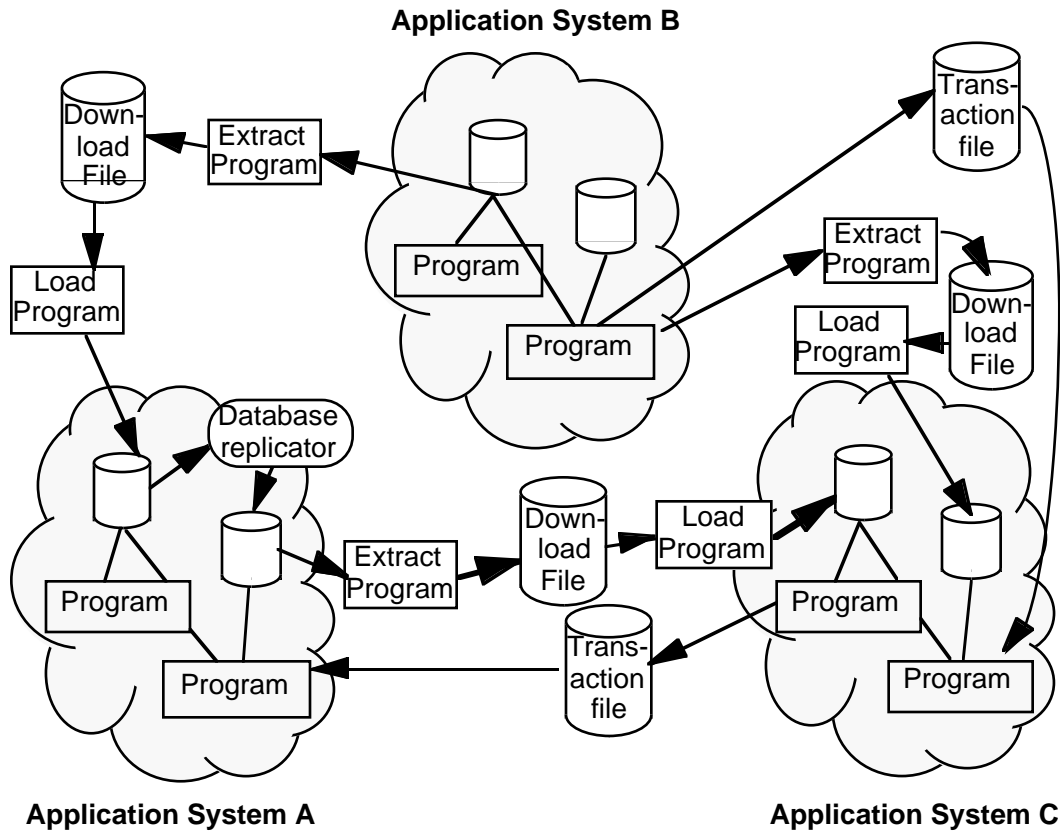 Application System B
Down-
load
File
Extract
Program
Trans-
action
file
Program
Extract
Program
Load
Program
Down-
load
File
Load
Program
Program
Database
replicator
Extract
Program
Down-
load
File
Load
Program
Program
Program
Trans-
action
file
Program
Program
Application System A
Application System C